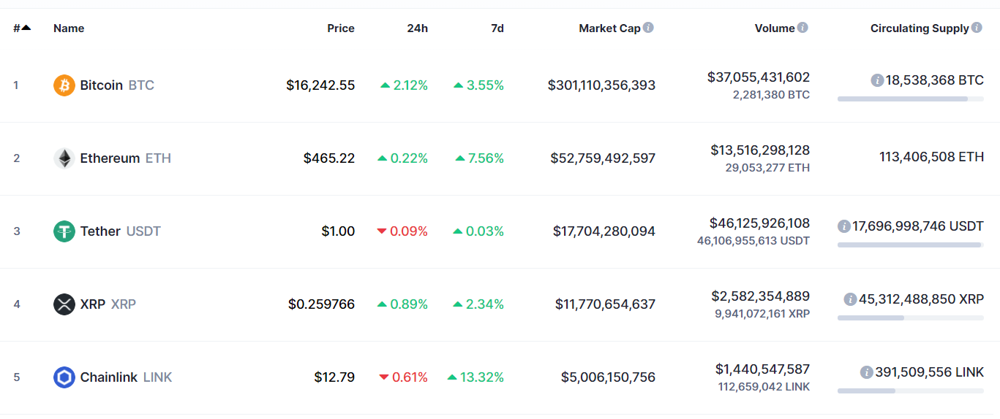 # Name Price 24h 7d Market Cap Volume Circulating Supply
1 Bitcoin BTC $16,242.55 2.12% 3.55% $301,110,356,393 $37,055,431,602 18,538,368 BTC
2,281,380 BTC
2 Ethereum ETH $465.22 0.22% 7.56% $52,759,492,597 $13,516,298,128 113,406,508 ETH
29,053,277 ETH
3 Tether USDT $1.00 0.09% 0.03% $17,704,280,094 $46,125,926,108 17,696,998,746 USDT
46,106,955,613 USDT
4 XRP XRP $0.259766 0.89% 2.34% $11,770,654,637 $2,582,354,889 45,312,488,850 XRP
9,941,072,161 XRP
5 Chainlink LINK $12.79 0.61% 13.32% $5,006,150,756 $1,440,547,587 391,509,556 LINK
112,659,042 LINK